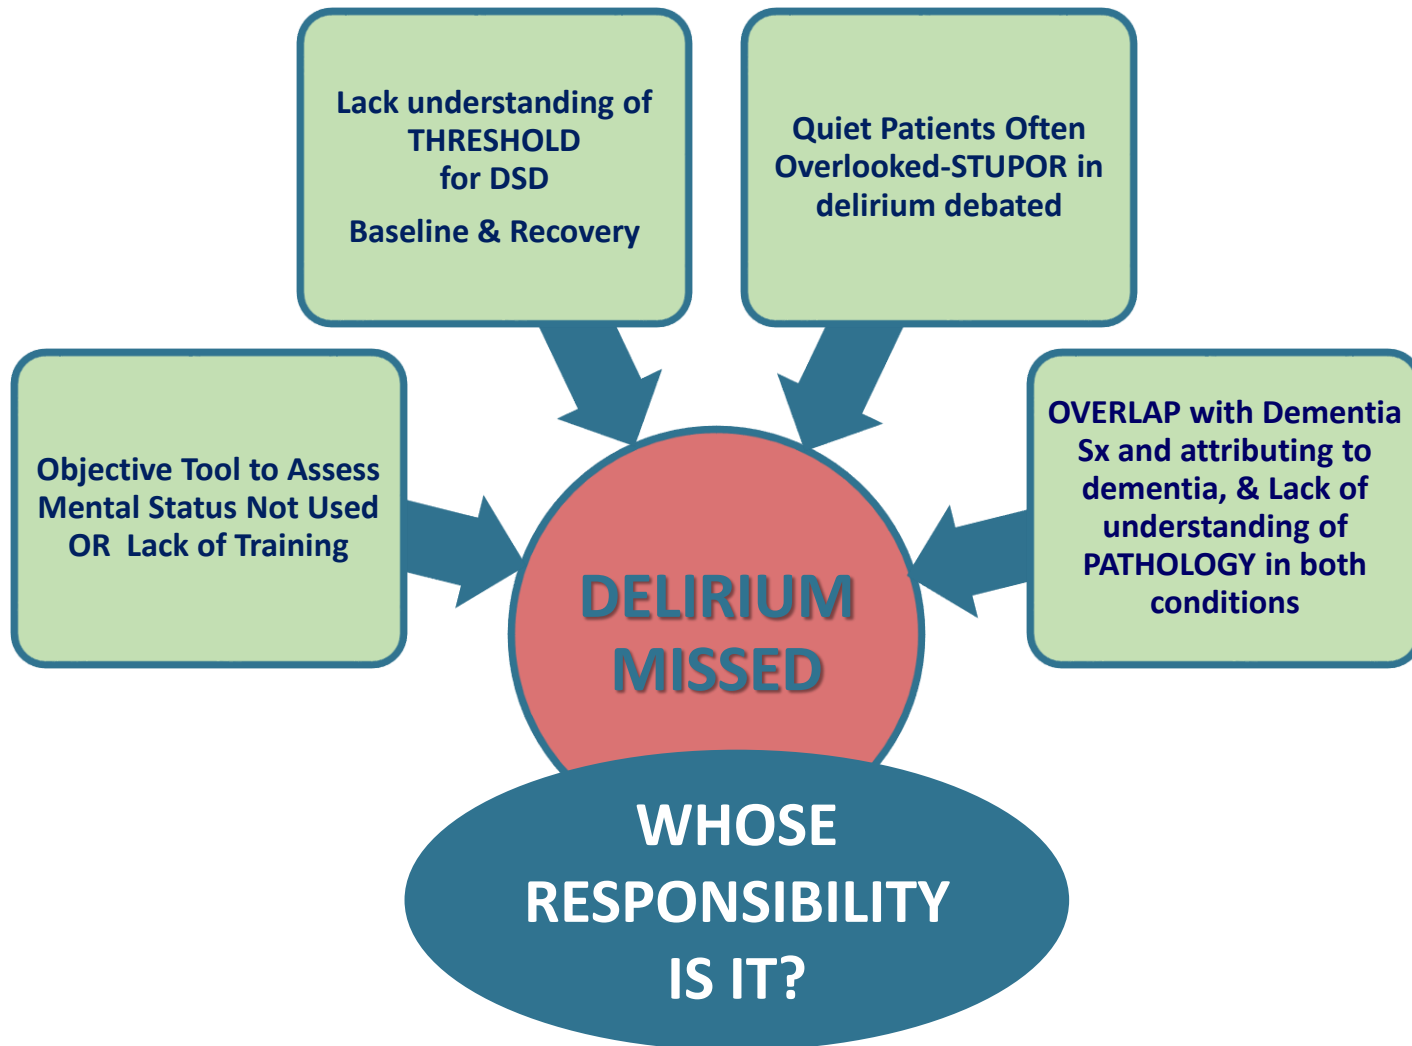 Lack understanding of
THRESHOLD
for DSD
Baseline & Recovery
Quiet Patients Often
Overlooked-STUPOR in
delirium debated
Objective Tool to Assess
Mental Status Not Used
OR Lack of Training
OVERLAP with Dementia
Sx and attributing to
dementia, & Lack of
understanding of
PATHOLOGY in both
conditions
DELIRIUM
MISSED
WHOSE
RESPONSIBILITY
IS IT?